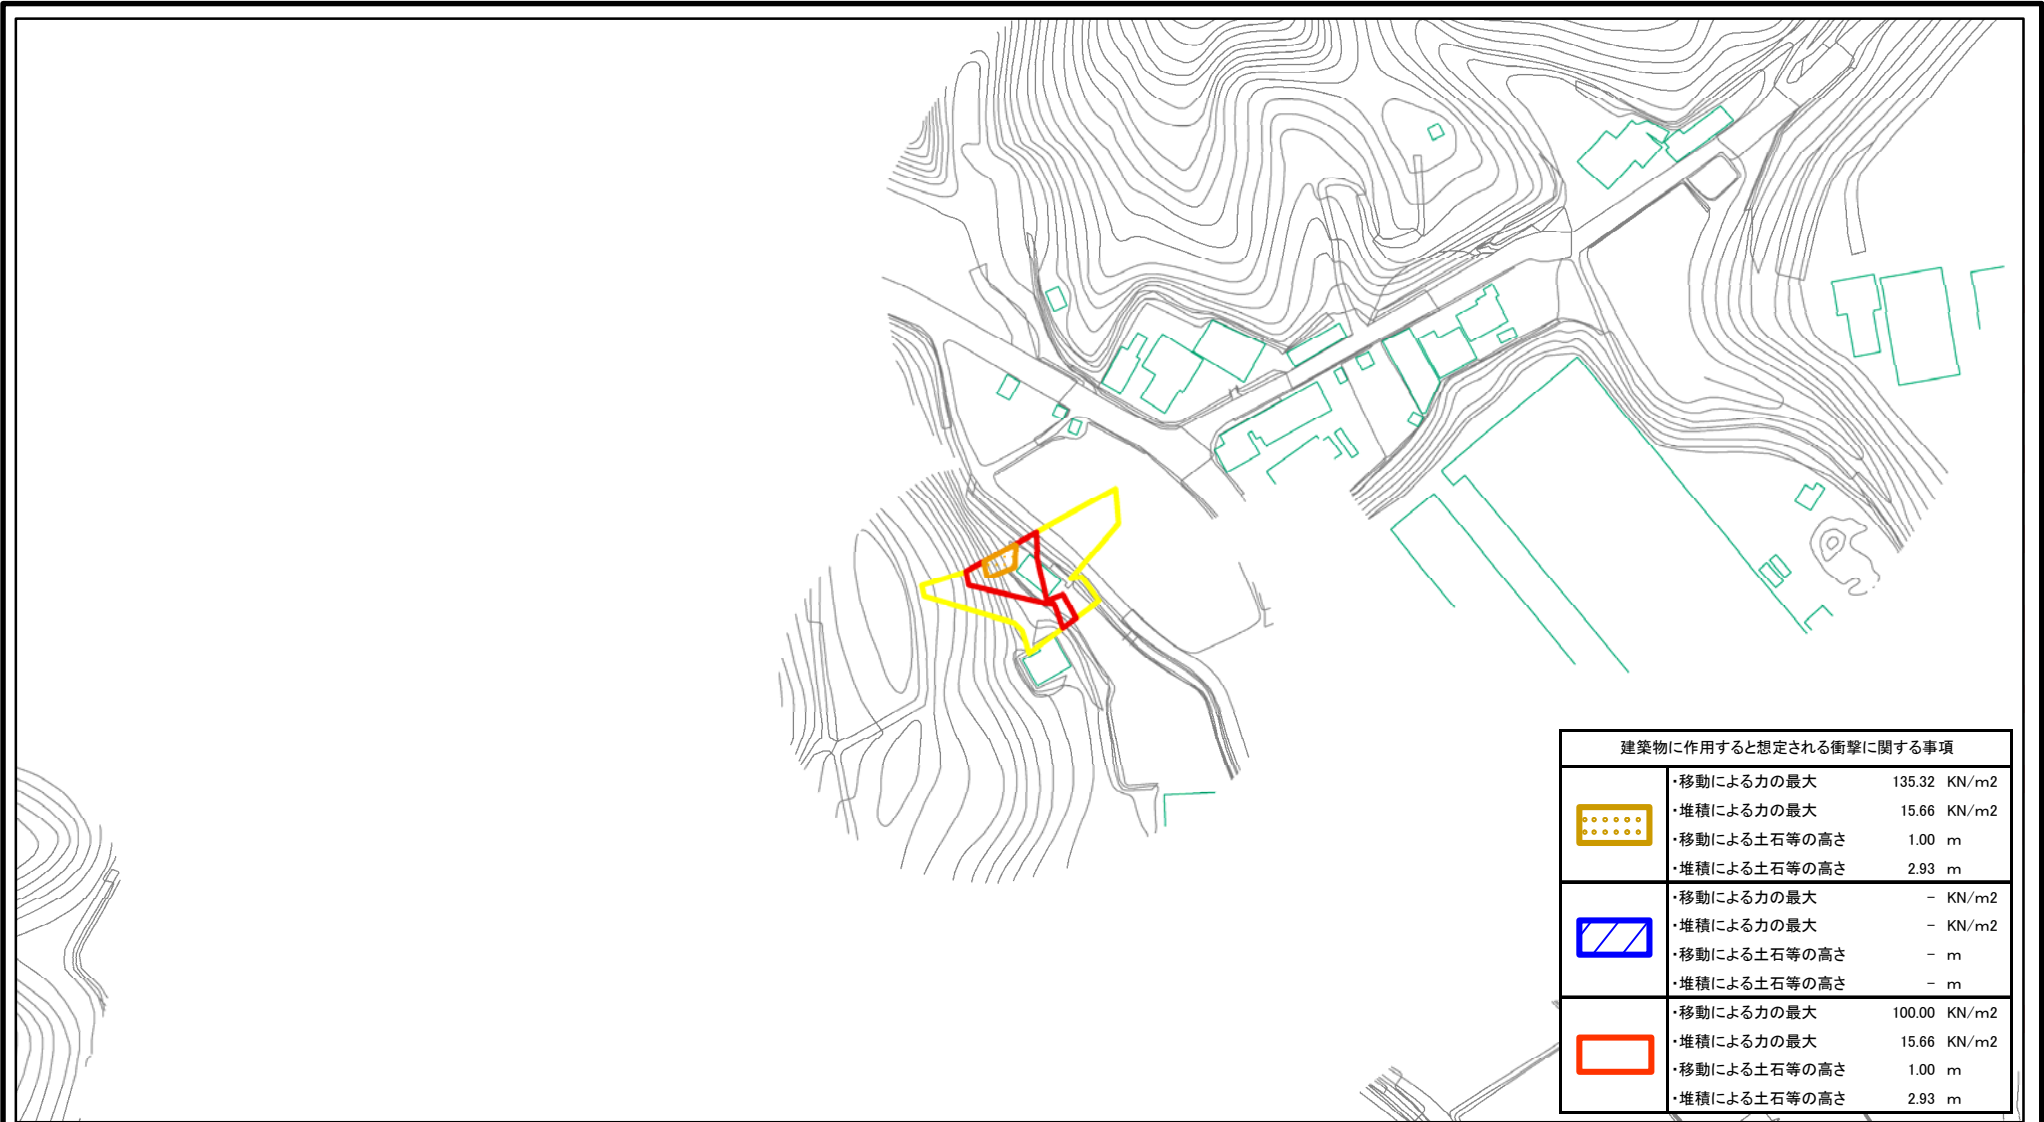 建築物に作用すると想定される衝撃に関する事項
・移動による力の最大 135.32 KN/m2
・堆積による力の最大 15.66 KN/m2
・移動による土石等の高さ 1.00 m
・堆積による土石等の高さ 2.93 m
・移動による力の最大 － KN/m2
・堆積による力の最大 － KN/m2
・移動による土石等の高さ － m
・堆積による土石等の高さ － m
・移動による力の最大 100.00 KN/m2
・堆積による力の最大 15.66 KN/m2
・移動による土石等の高さ 1.00 m
・堆積による土石等の高さ 2.93 m